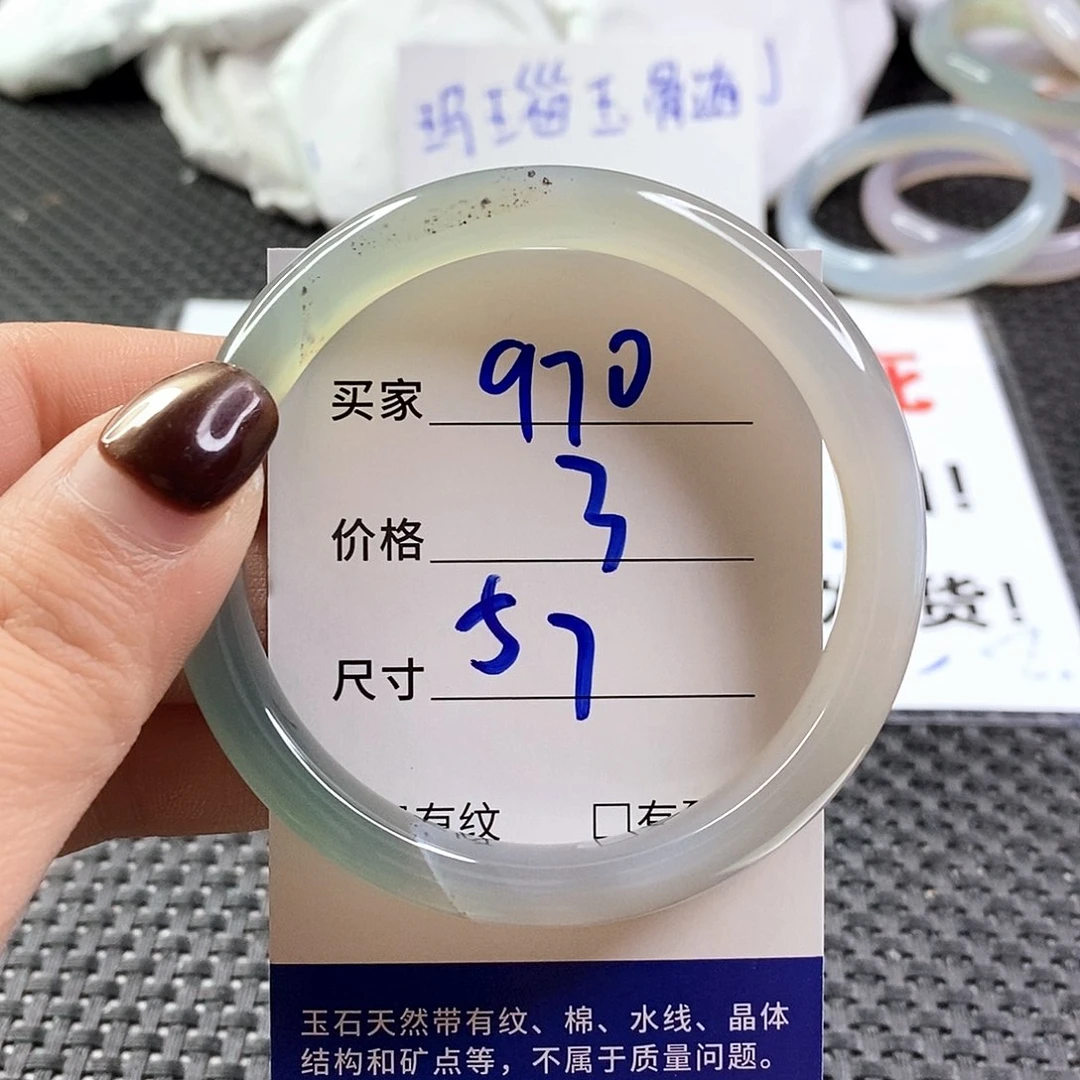 玛瑙玉骨髓
买家 970
价格 3
尺寸 57
有纹 □有
货!
玉石天然带有纹、棉、水线、晶体
结构和矿点等，不属于质量问题。